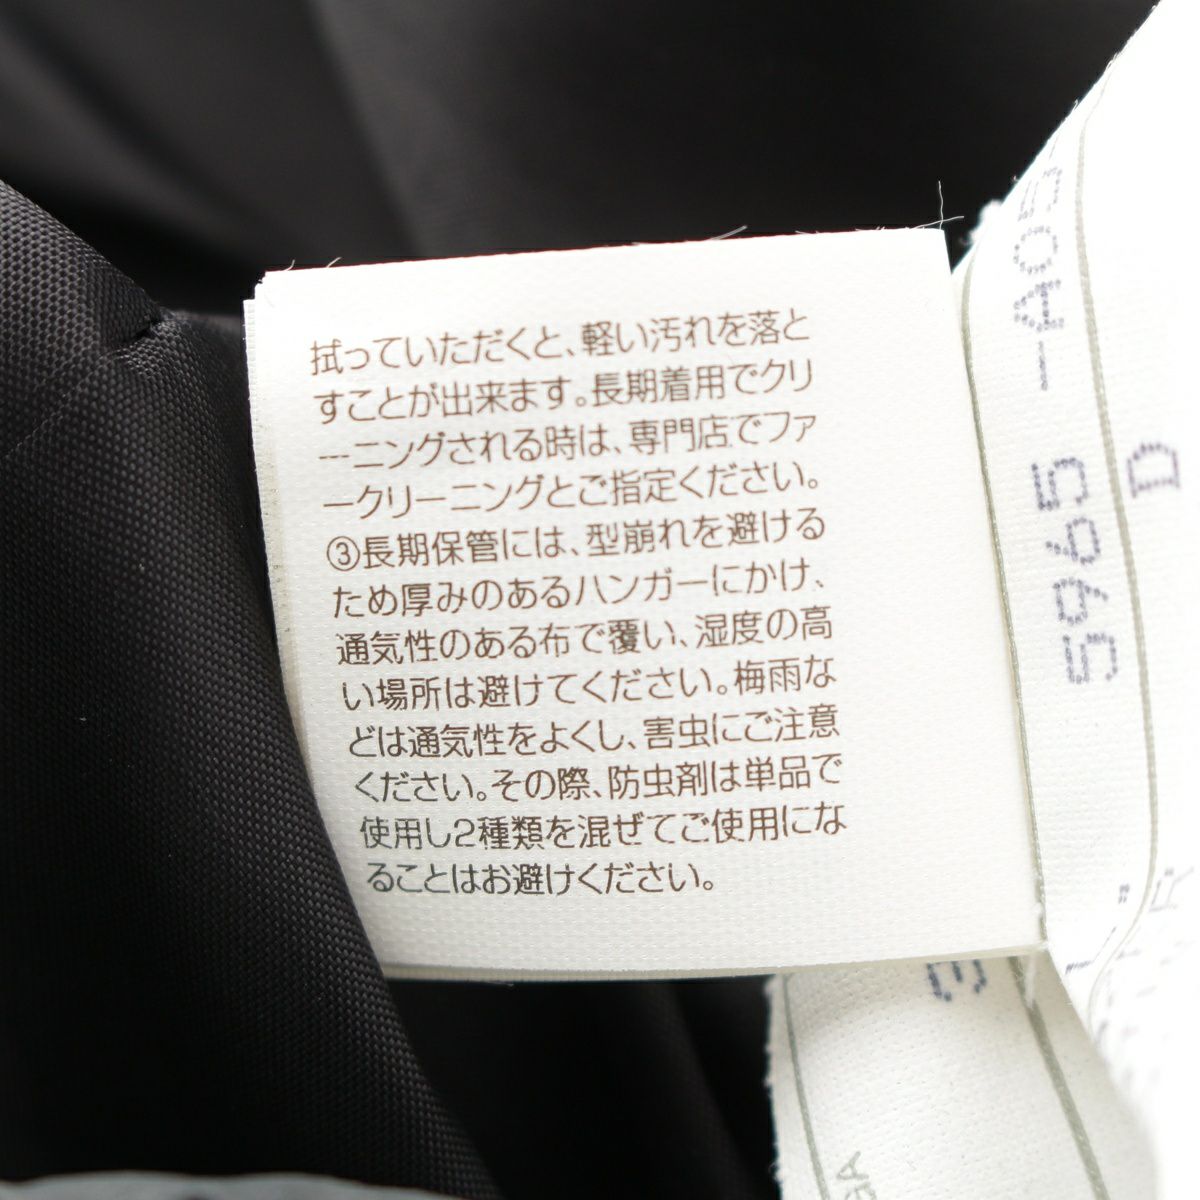 拭っていただくと、軽い汚れを落と
すことが出来ます。長期着用でクリ
ーニングされる時は、専門店でファ
ークリーニングとご指定ください。
③長期保管には、型崩れを避ける
ため厚みのあるハンガーにかけ、
通気性のある布で覆い、湿度の高
い場所は避けてください。梅雨な
どは通気性をよくし、害虫にご注意
ください。その際、防虫剤は単品で
使用し2種類を混ぜてご使用にな
ることはお避けください。
5965 -A05
D